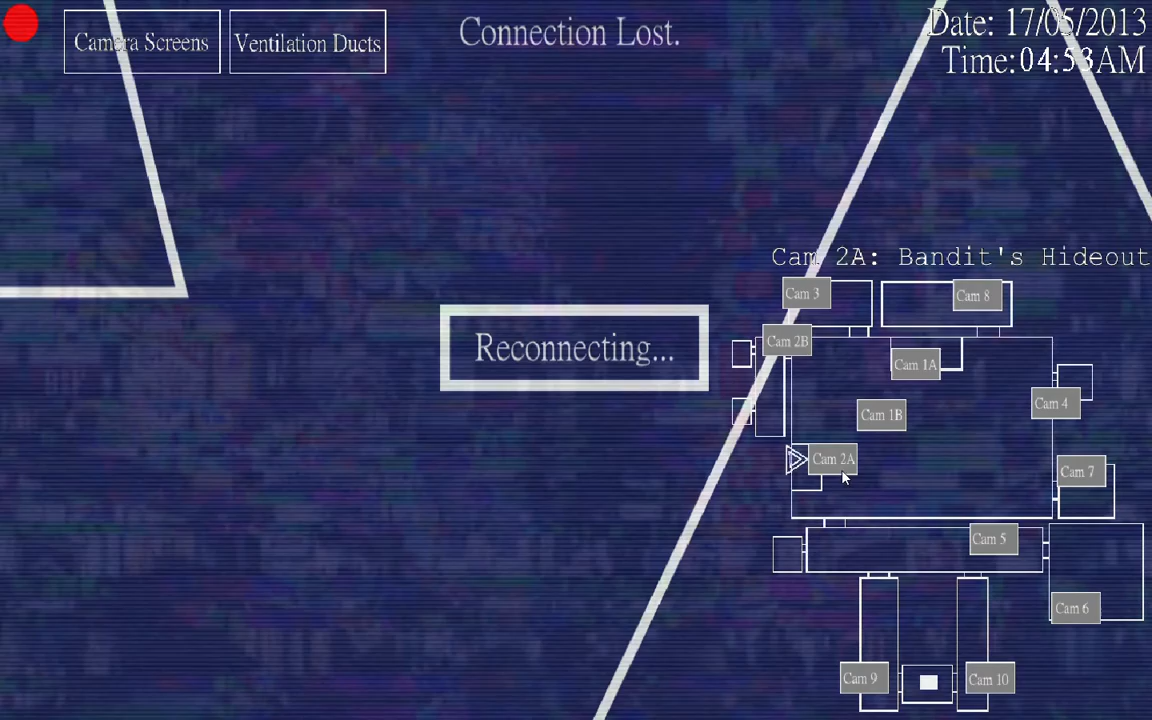 Camera Screens
Ventilation Ducts
Connection Lost.
Date: 17/05/2013
Time:04:53AM
Cam 2A: Bandit's Hideout
Reconnecting...
Cam 3
Cam 8
Cam 2B
Cam 1A
Cam 4
Cam 1B
Cam 2A
Cam 7
Cam 5
Cam 6
Cam 9
Cam 10